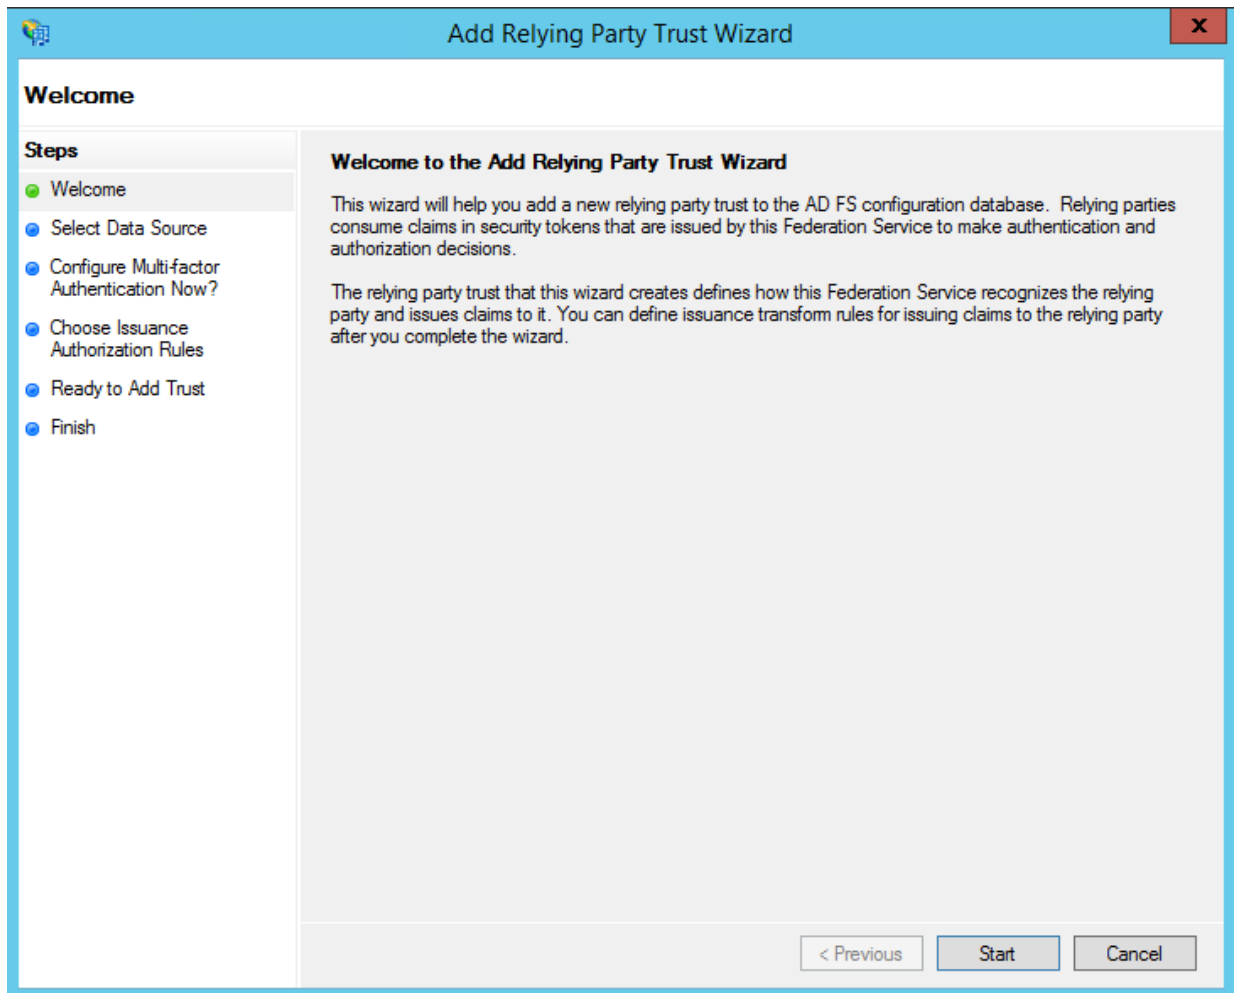 Add Relying Party Trust Wizard
x
Welcome
Steps
Welcome
Select Data Source
Configure Multi-factor
Authentication Now?
Choose Issuance
Authorization Rules
Ready to Add Trust
Finish
Welcome to the Add Relying Party Trust Wizard
This wizard will help you add a new relying party trust to the AD FS configuration database.  Relying parties
consume claims in security tokens that are issued by this Federation Service to make authentication and
authorization decisions.
The relying party trust that this wizard creates defines how this Federation Service recognizes the relying
party and issues claims to it. You can define issuance transform rules for issuing claims to the relying party
after you complete the wizard.
< Previous
Start
Cancel